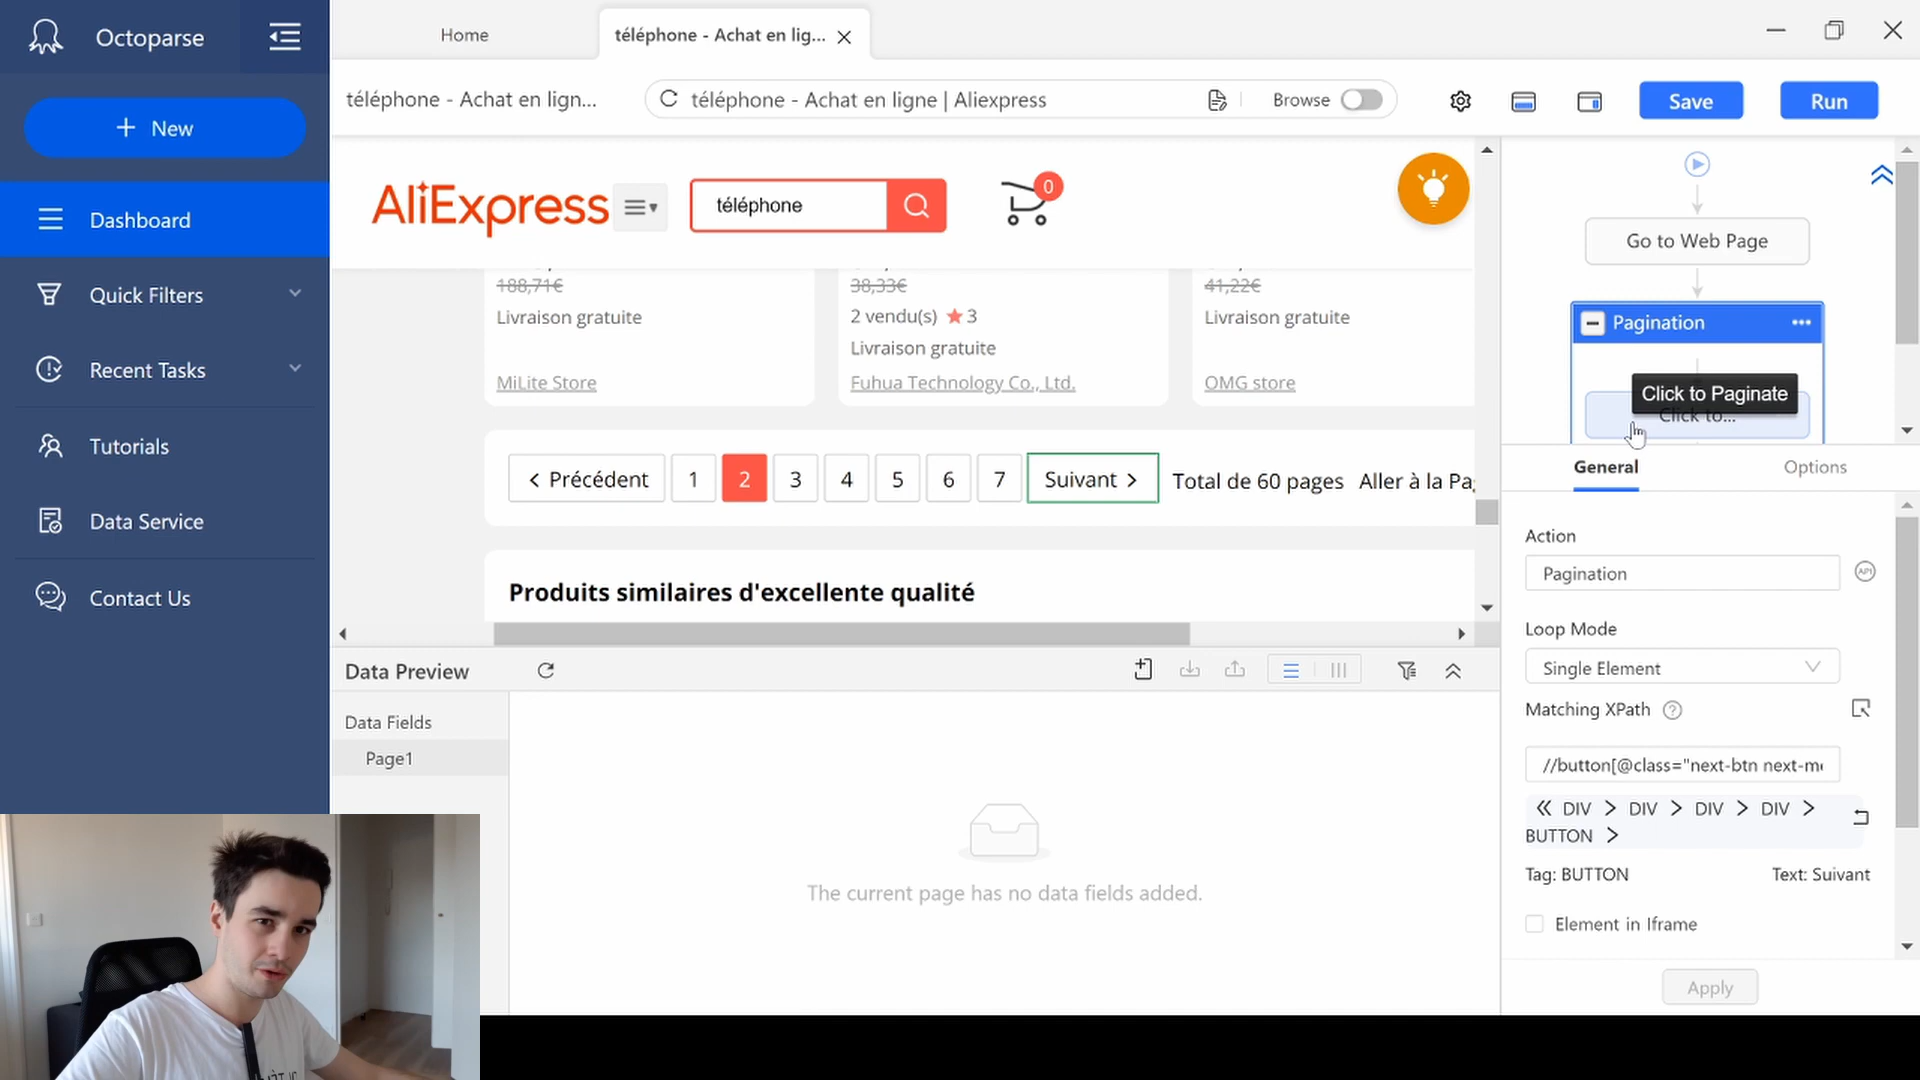 Octoparse
New
Dashboard
Quick Filters
Recent Tasks
Tutorials
Data Service
Contact Us
Home
téléphone - Achat en lig...
téléphone - Achat en lign...
téléphone - Achat en ligne | Aliexpress
Browse
Save
Run
AliExpress
téléphone
0
188,71€
Livraison gratuite
MiLite Store
38,33€
2 vendu(s) ★ 3
Livraison gratuite
Fuhua Technology Co., Ltd.
41,22€
Livraison gratuite
OMG store
< Précédent 1 2 3 4 5 6 7 Suivant > Total de 60 pages Aller à la Pa
Produits similaires d'excellente qualité
Data Preview
Data Fields
Page1
The current page has no data fields added.
Go to Web Page
Pagination
Click to Paginate
Click to...
General
Options
Action
Pagination
API
Loop Mode
Single Element
Matching XPath ?
//button[@class="next-btn next-m
« DIV > DIV > DIV > DIV >
BUTTON >
Tag: BUTTON Text: Suivant
Element in Iframe
Apply